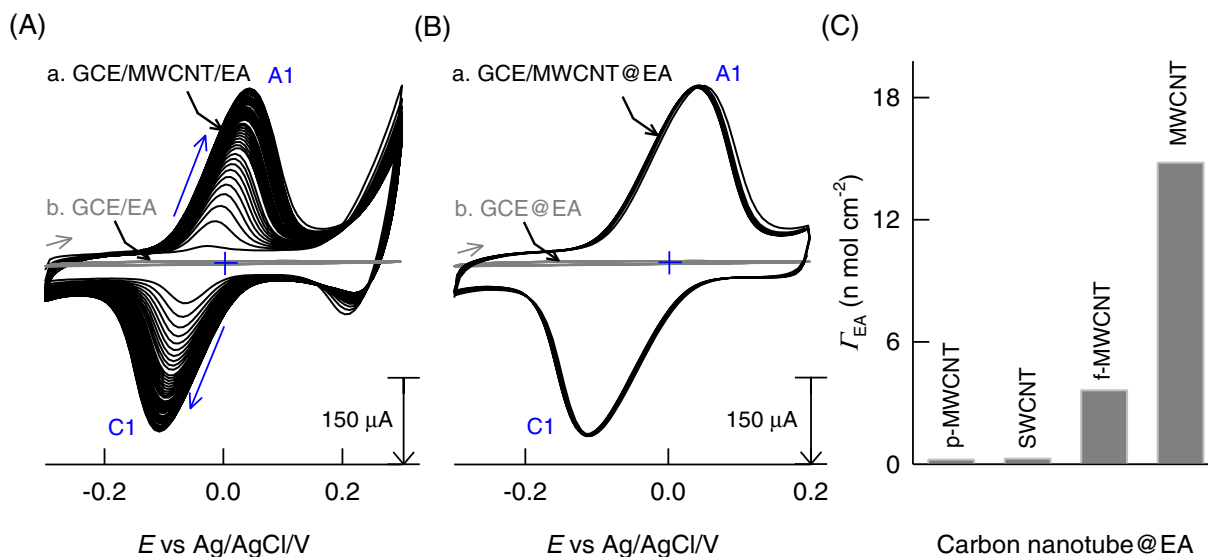 (A)
a. GCE/MWCNT/EA
A1
b. GCE/EA
C1
150 µA
-0.2 0.0 0.2
E vs Ag/AgCl/V
(B)
a. GCE/MWCNT@EA
A1
b. GCE@EA
C1
150 µA
-0.2 0.0 0.2
E vs Ag/AgCl/V
(C)
ΓEA (n mol cm-2)
18
12
6
0
p-MWCNT
SWCNT
f-MWCNT
MWCNT
Carbon nanotube@EA